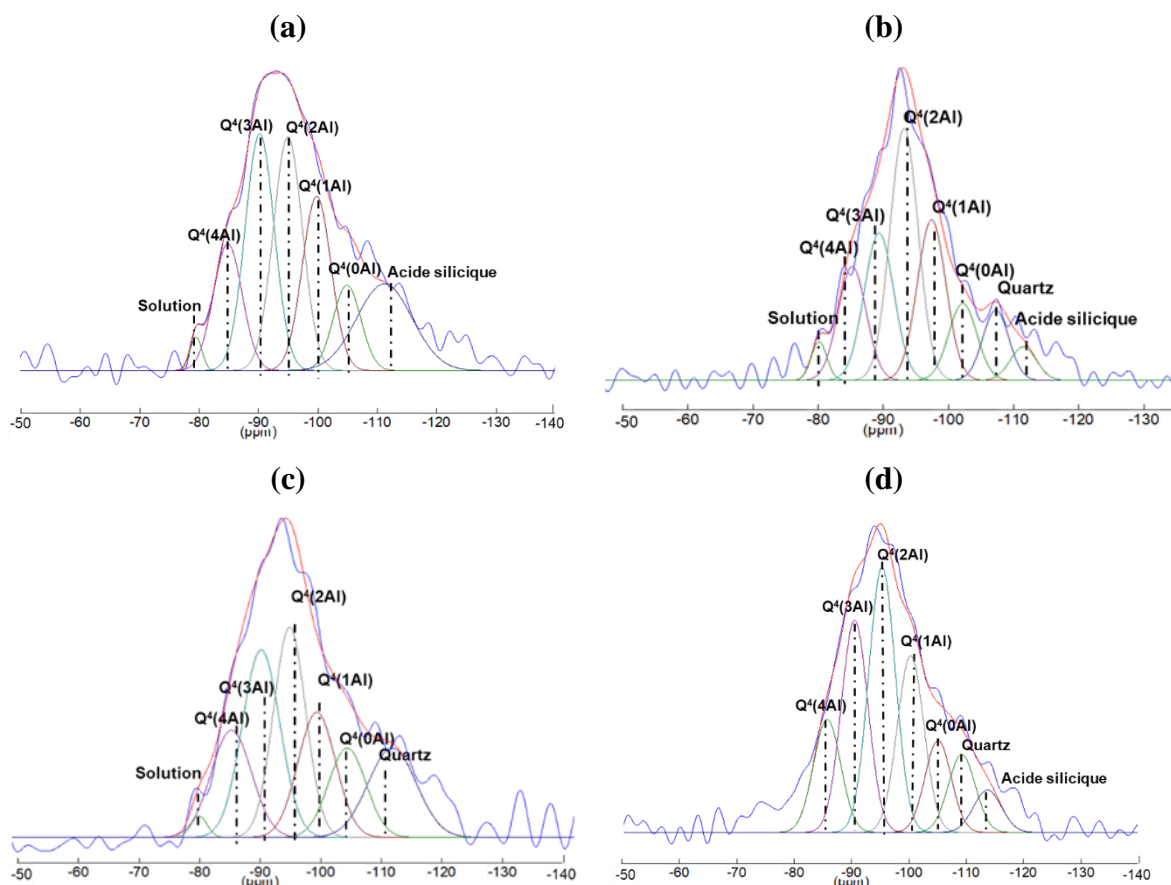 (a)
Q⁴(3Al)
Q⁴(2Al)
Q⁴(1Al)
Q⁴(4Al)
Q⁴(0Al)
Acide silicique
Solution
-50 -60 -70 -80 -90 -100 -110 -120 -130 -140
(ppm)
(b)
Q⁴(2Al)
Q⁴(3Al)
Q⁴(1Al)
Q⁴(4Al)
Q⁴(0Al)
Quartz
Solution
Acide silicique
-50 -60 -70 -80 -90 -100 -110 -120 -130
(ppm)
(c)
Q⁴(2Al)
Q⁴(3Al)
Q⁴(1Al)
Q⁴(4Al)
Q⁴(0Al)
Quartz
Solution
-50 -60 -70 -80 -90 -100 -110 -120 -130 -140
(ppm)
(d)
Q⁴(2Al)
Q⁴(3Al)
Q⁴(1Al)
Q⁴(4Al)
Q⁴(0Al)
Quartz
Acide silicique
-50 -60 -70 -80 -90 -100 -110 -120 -130 -140
(ppm)